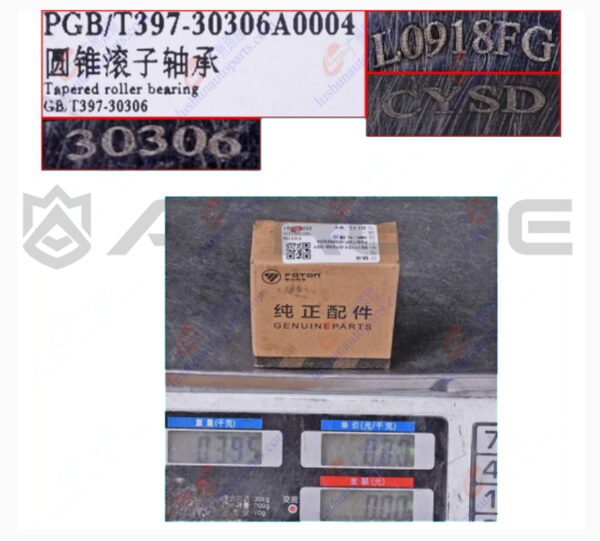 PGB/T397-30306A0004
圆锥滚子轴承
Tapered roller bearing
GB/T397-30306
L0918FG
CYSD
30306
FOTON
纯正配件
GENUINEPARTS
重量(千克)
单价(元/千克)
0.395
0.00
金额(元)
0.00
交流
7
4
1